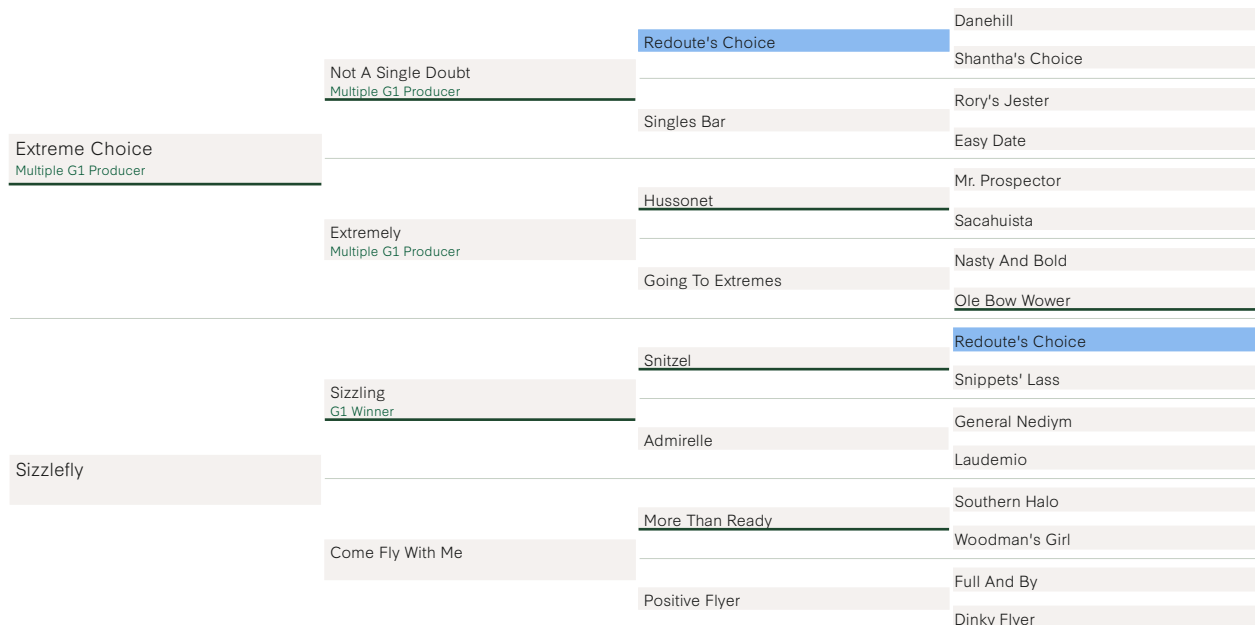 Extreme Choice
Multiple G1 Producer
Sizzlefly
Not A Single Doubt
Multiple G1 Producer
Extremely
Multiple G1 Producer
Sizzling
G1 Winner
Come Fly With Me
Redoute's Choice
Singles Bar
Hussonet
Going To Extremes
Snitzel
Admirelle
More Than Ready
Positive Flyer
Danehill
Shantha's Choice
Rory's Jester
Easy Date
Mr. Prospector
Sacahuista
Nasty And Bold
Ole Bow Wower
Redoute's Choice
Snippets' Lass
General Nediym
Laudemio
Southern Halo
Woodman's Girl
Full And By
Dinky Flyer